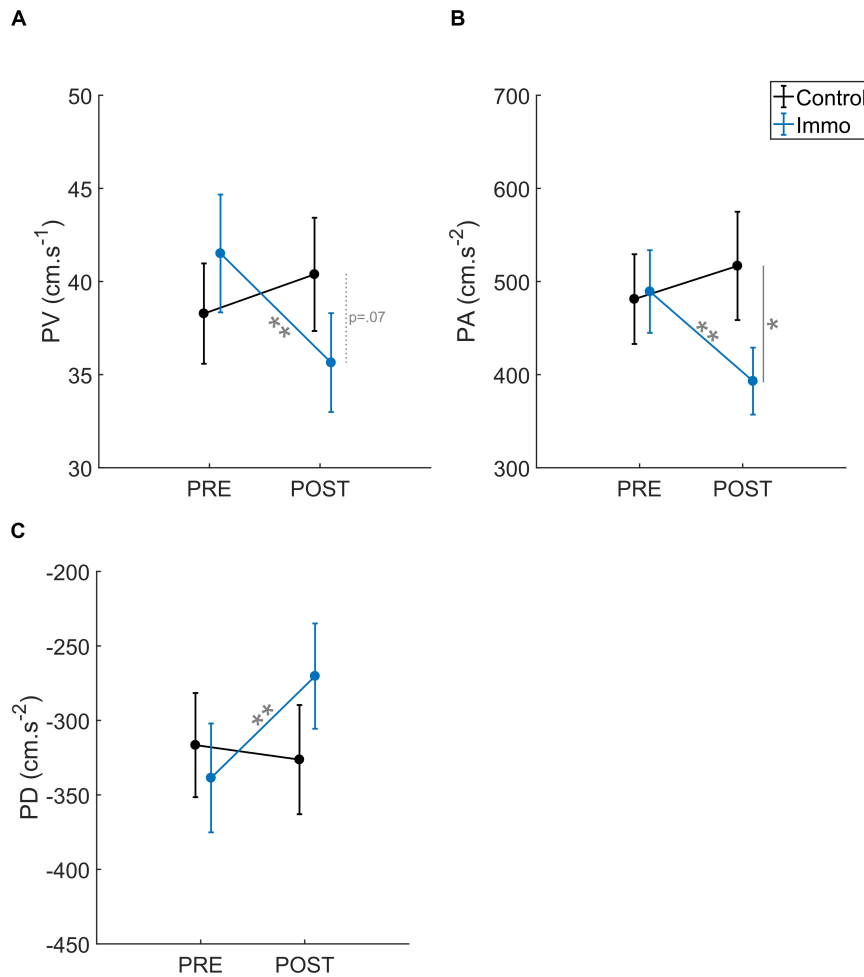 A
50
45
40
35
30
PV (cm.s-1)
PRE
POST
**
p=.07
B
700
600
500
400
300
PA (cm.s-2)
PRE
POST
**
*
Control
Immo
C
-200
-250
-300
-350
-400
-450
PD (cm.s-2)
PRE
POST
**